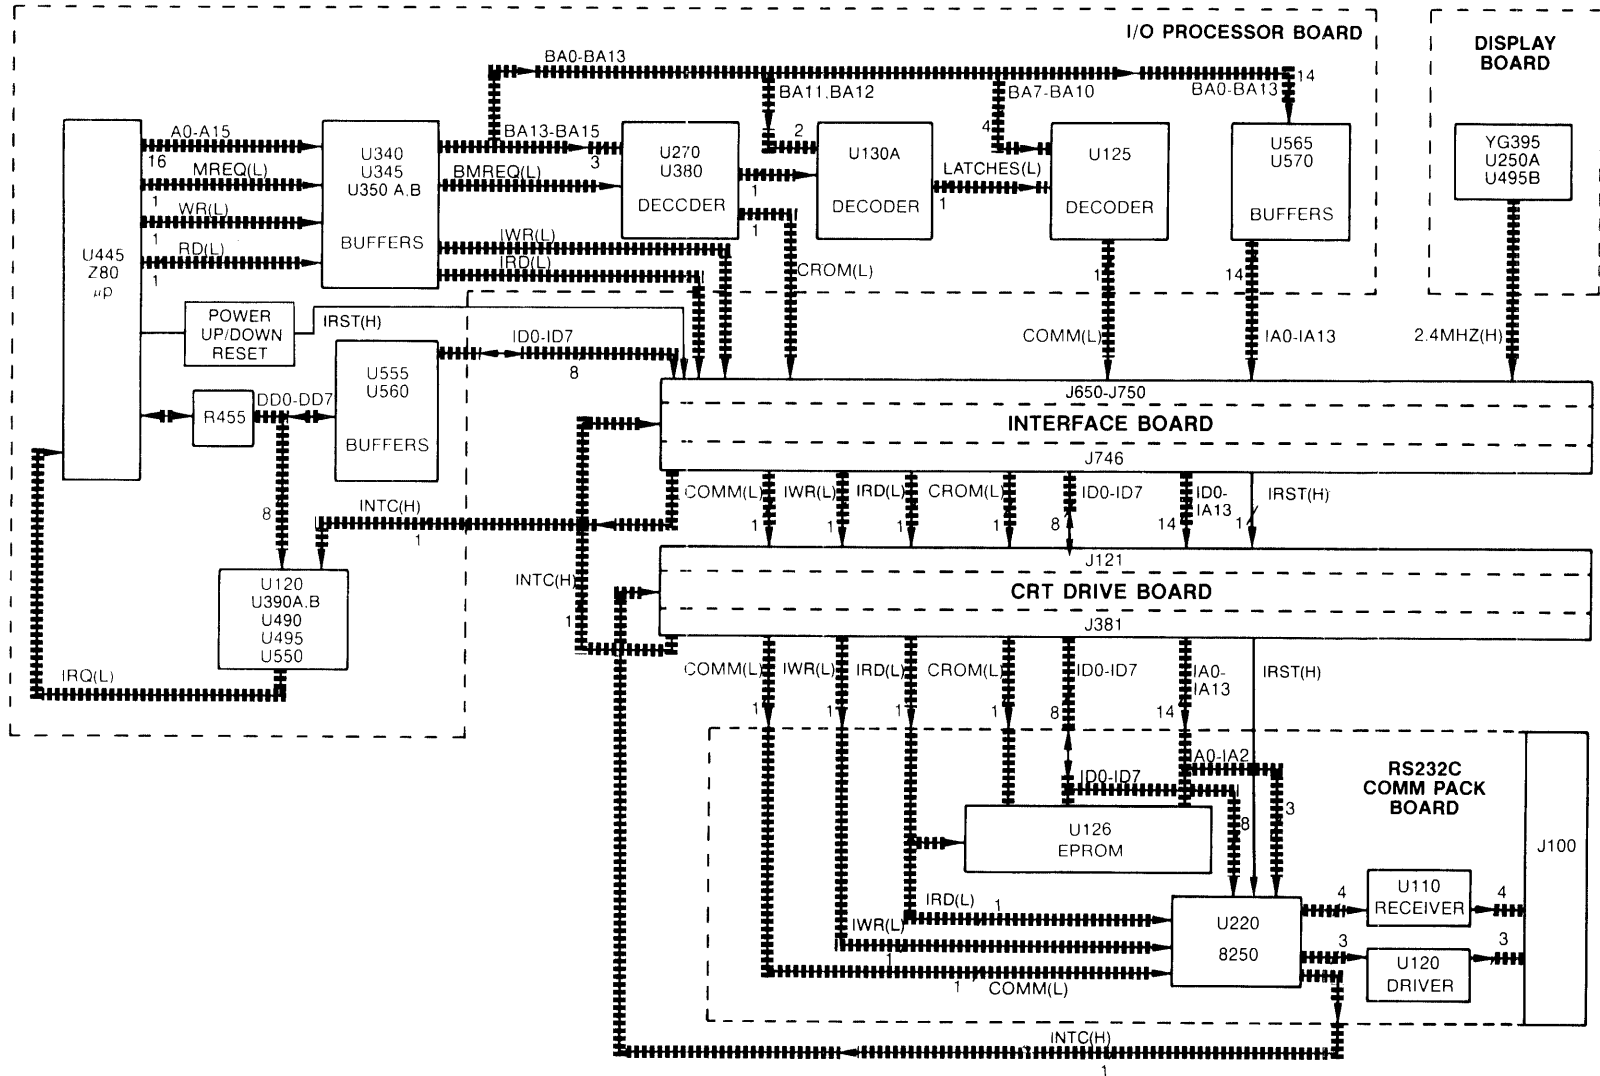 I/O PROCESSOR BOARD
DISPLAY
BOARD
BA0-BA13
BA11,BA12
BA7-BA10
BA0-BA13
14
A0-A15
16
MREQ(L)
1
WR(L)
1
RD(L)
1
U445
Z80
μp
U340
U345
U350 A.B
BUFFERS
BA13-BA15
3
BMREQ(L)
IWR(L)
IRD(L)
U270
U380
DECCDER
1
1
CROM(L)
2
U130A
DECODER
LATCHES(L)
1
4
U125
DECODER
1
COMM(L)
U565
U570
BUFFERS
14
IA0-IA13
YG395
U250A
U495B
2.4MHZ(H)
POWER
UP/DOWN
RESET
IRST(H)
ID0-ID7
8
U555
U560
BUFFERS
R455
DD0-DD7
8
INTC(H)
1
U120
U390A.B
U490
U495
U550
IRQ(L)
J650-J750
INTERFACE BOARD
J746
COMM(L)
1
IWR(L)
1
IRD(L)
1
CROM(L)
1
ID0-ID7
8
ID0-
IA13
14
IRST(H)
1
INTC(H)
1
J121
CRT DRIVE BOARD
J381
COMM(L)
1
IWR(L)
1
IRD(L)
1
CROM(L)
1
ID0-ID7
8
IA0-
IA13
14
IRST(H)
RS232C
COMM PACK
BOARD
IA0-IA2
3
ID0-ID7
8
U126
EPROM
IRD(L)
1
IWR(L)
1
1
COMM(L)
U220
8250
4
U110
RECEIVER
4
3
U120
DRIVER
3
J100
INTC(H)
1